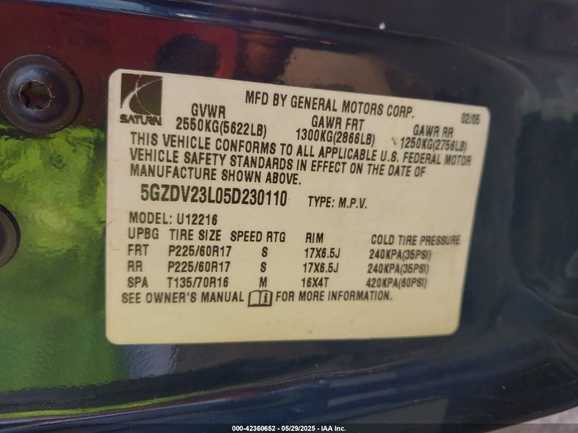 SATURN
MFD BY GENERAL MOTORS CORP. 02/05
GVWR GAWR FRT GAWR RR
2550KG(5622LB) 1300KG(2866LB) 1250KG(2756LB)
THIS VEHICLE CONFORMS TO ALL APPLICABLE U.S. FEDERAL MOTOR
VEHICLE SAFETY STANDARDS IN EFFECT ON THE DATE OF
MANUFACTURE SHOWN ABOVE.
5GZDV23L05D230110 TYPE: M.P.V.
MODEL: U12216
UPBG TIRE SIZE SPEED RTG RIM COLD TIRE PRESSURE
FRT P225/60R17 S 17X6.5J 240KPA(35PSI)
RR P225/60R17 S 17X6.5J 240KPA(35PSI)
SPA T135/70R16 M 16X4T 420KPA(60PSI)
SEE OWNER'S MANUAL FOR MORE INFORMATION.
000-42360652 - 05/29/2025 - IAA Holdings, LLC.